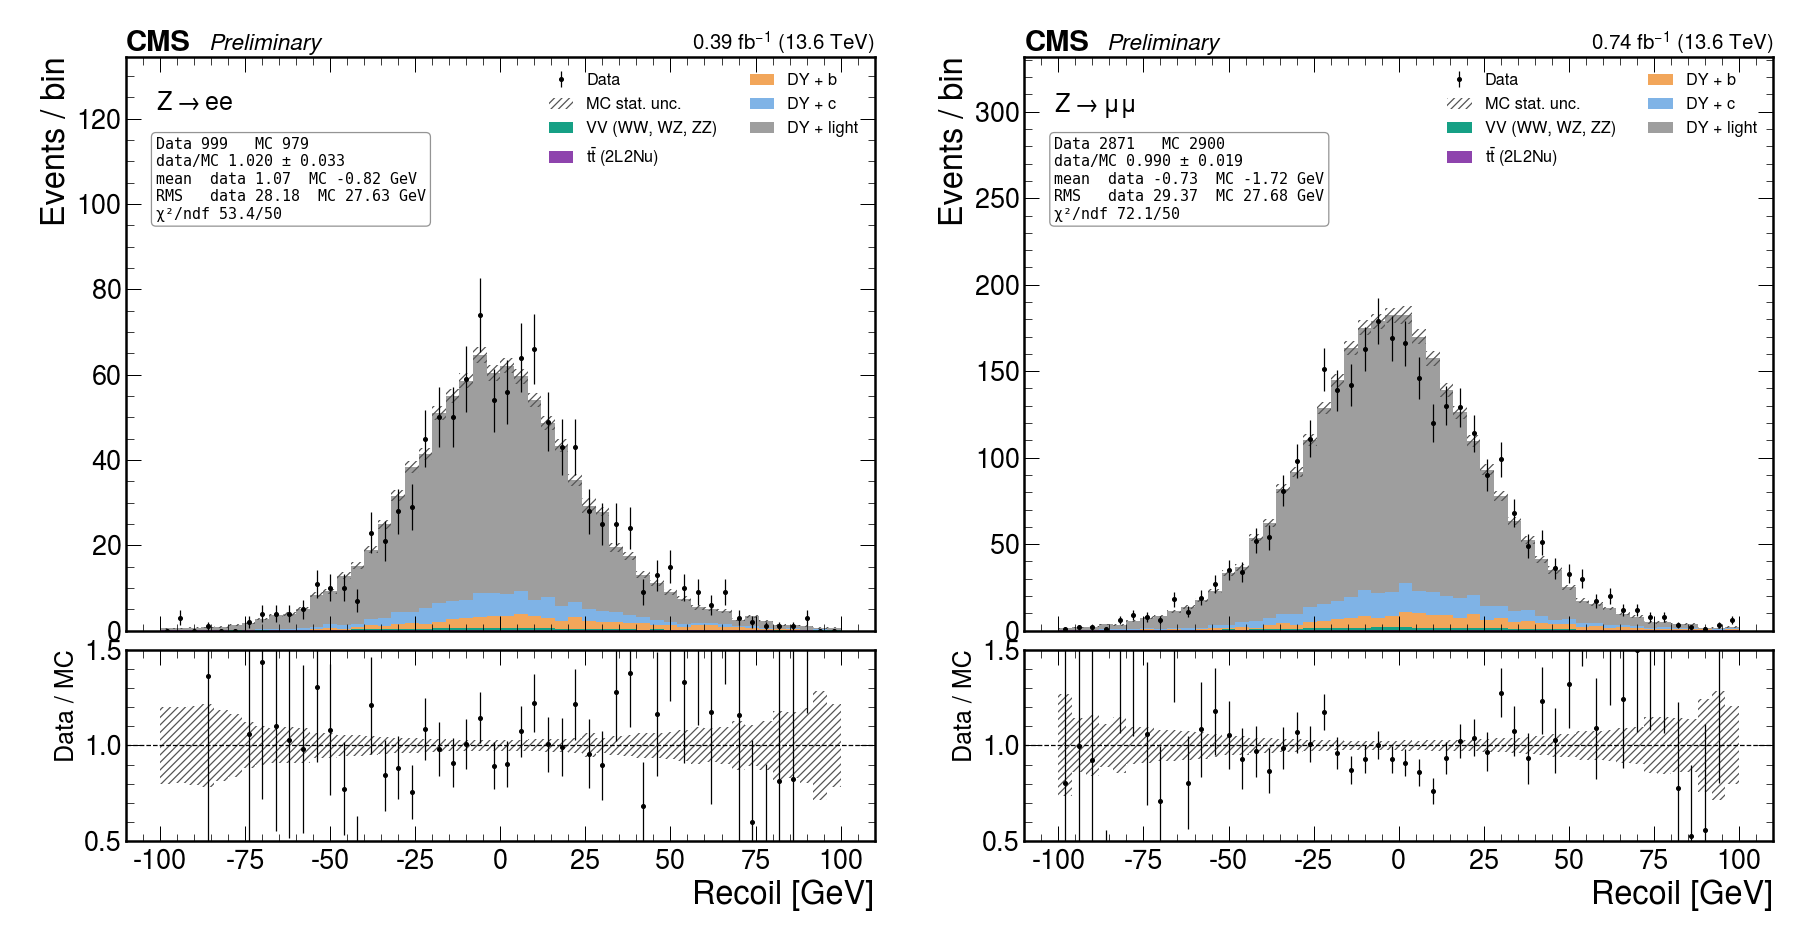 CMS Preliminary 0.39 fb⁻¹ (13.6 TeV)
Events / bin
Z→ee
Data
MC stat. unc.
VV (WW, WZ, ZZ)
tt̄ (2L2Nu)
DY + b
DY + c
DY + light
Data 999   MC 979
data/MC 1.020 ± 0.033
mean  data 1.07  MC -0.82 GeV
RMS   data 28.18  MC 27.63 GeV
χ²/ndf 53.4/50
120
100
80
60
40
20
0
Data / MC
1.5
1.0
0.5
-100 -75 -50 -25 0 25 50 75 100
Recoil [GeV]
CMS Preliminary 0.74 fb⁻¹ (13.6 TeV)
Events / bin
Z→μμ
Data
MC stat. unc.
VV (WW, WZ, ZZ)
tt̄ (2L2Nu)
DY + b
DY + c
DY + light
Data 2871   MC 2900
data/MC 0.990 ± 0.019
mean  data -0.73  MC -1.72 GeV
RMS   data 29.37  MC 27.68 GeV
χ²/ndf 72.1/50
300
250
200
150
100
50
0
Data / MC
1.5
1.0
0.5
-100 -75 -50 -25 0 25 50 75 100
Recoil [GeV]